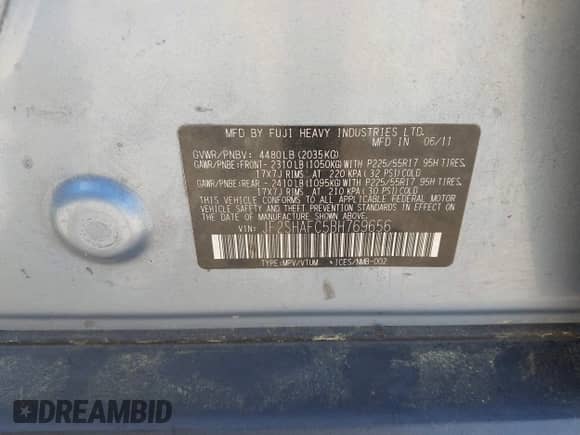 MFD BY FUJI HEAVY INDUSTRIES LTD.
MFD IN 06/11
GVWR/PNBV: 4480LB(2035KG)
GAWR/PNBE:FRONT- 2310LB(1050KG)WITH P225/55R17 95H TIRES,
17X7J RIMS, AT 220 KPA(32 PSI)COLD
GAWR/PNBE:REAR - 2410LB(1095KG)WITH P225/55R17 95H TIRES,
17X7J RIMS, AT 210 KPA(30 PSI)COLD
THIS VEHICLE CONFORMS TO ALL APPLICABLE FEDERAL MOTOR
VEHICLE SAFETY AND THEFT PREVENTION STANDARDS IN EFFECT ON
THE DATE OF MANUFACTURE SHOWN ABOVE.
VIN: JF2SHAFC5BH769656
TYPE:MPV/VTUM *ICES/NMB-002
DREAMBID